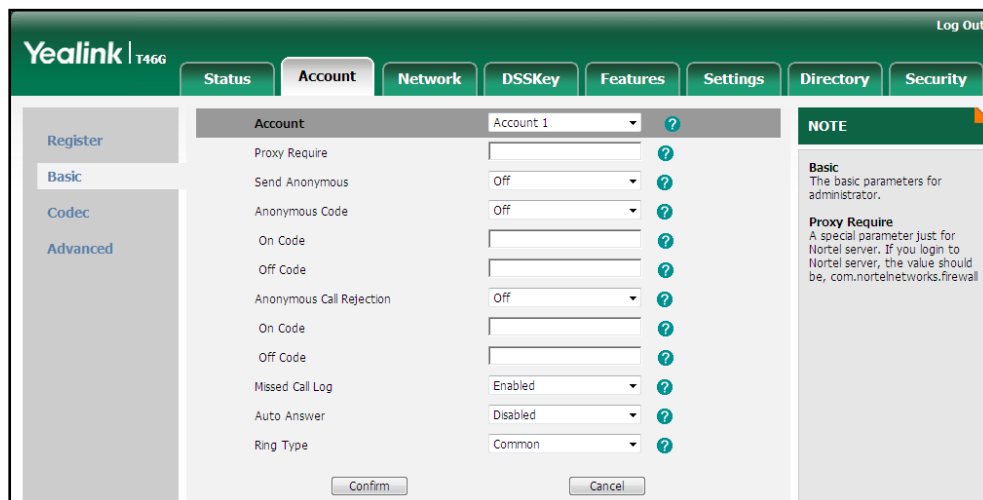 Log Out
Yealink T46G
Status Account Network DSSKey Features Settings Directory Security
Register
Basic
Codec
Advanced
Account Account 1 ?
Proxy Require ?
Send Anonymous Off ?
Anonymous Code Off ?
On Code ?
Off Code ?
Anonymous Call Rejection Off ?
On Code ?
Off Code ?
Missed Call Log Enabled ?
Auto Answer Disabled ?
Ring Type Common ?
Confirm Cancel
NOTE
Basic
The basic parameters for
administrator.
Proxy Require
A special parameter just for
Nortel server. If you login to
Nortel server, the value should
be, com.nortelnetworks.firewall